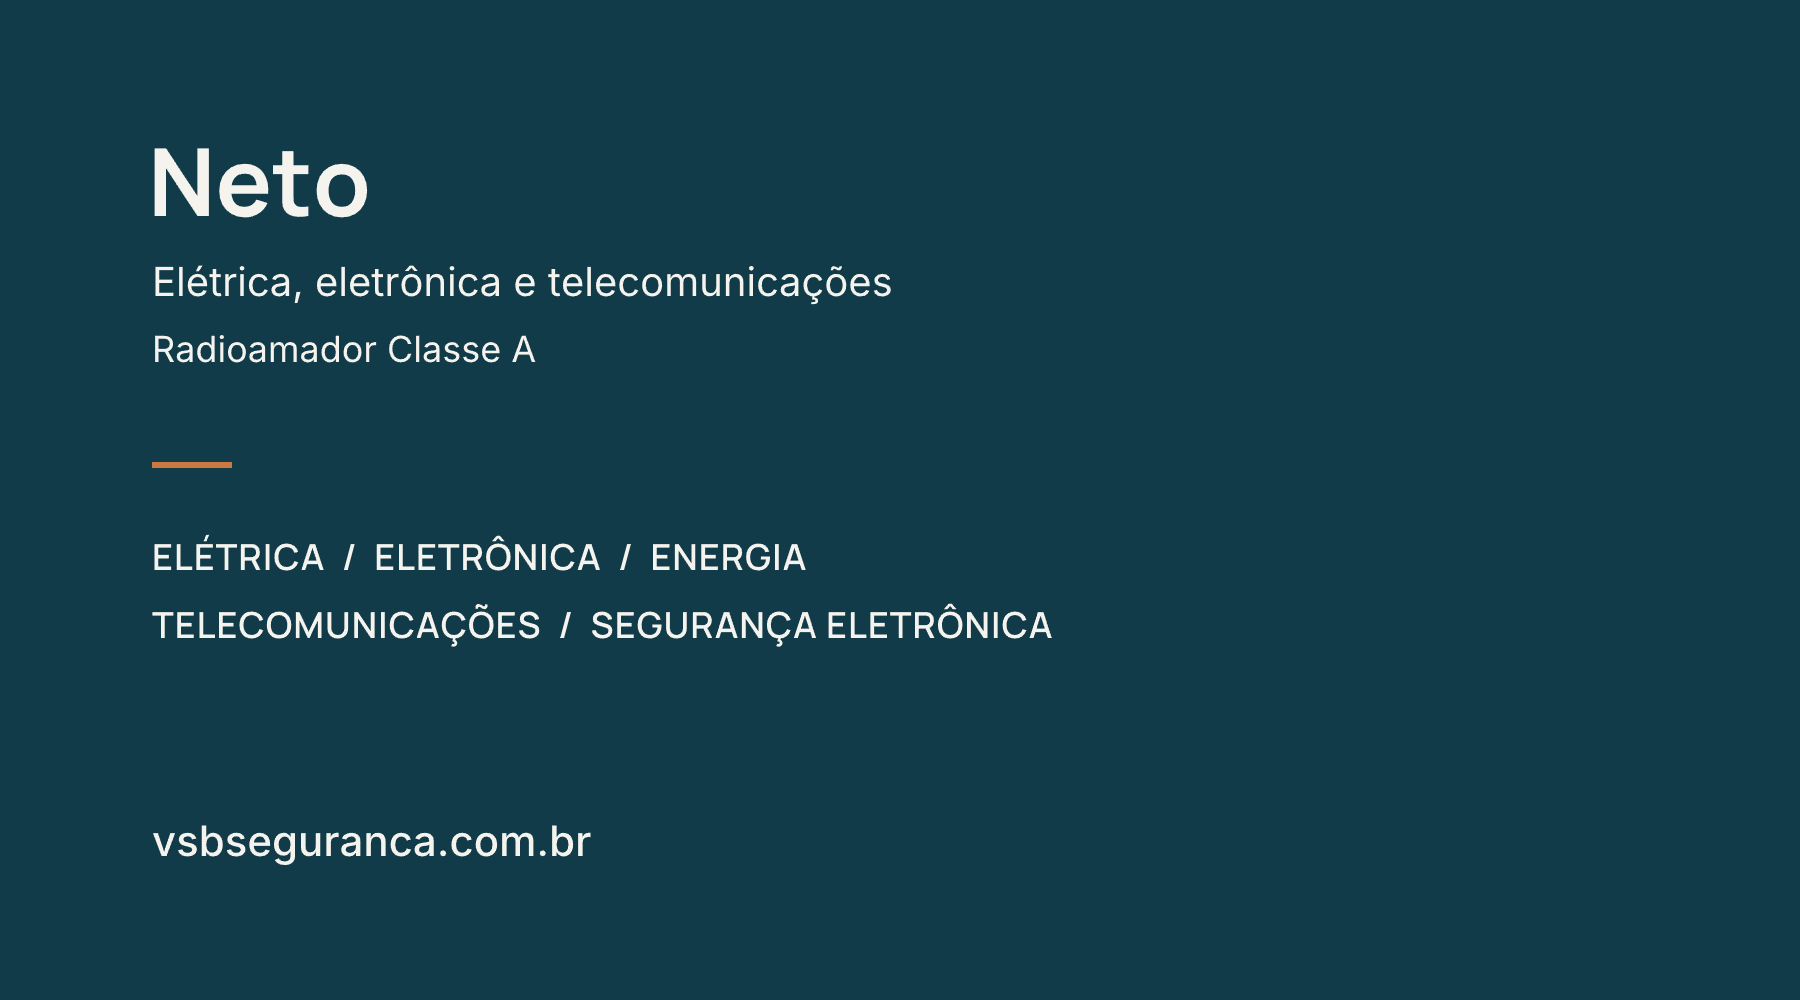 Neto
Elétrica, eletrônica e telecomunicações
Radioamador Classe A
ELÉTRICA / ELETRÔNICA / ENERGIA
TELECOMUNICAÇÕES / SEGURANÇA ELETRÔNICA
vsbseguranca.com.br